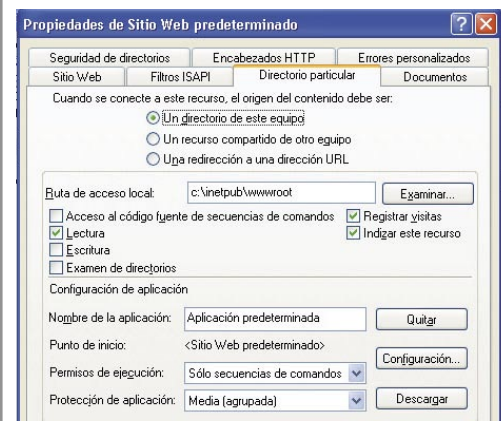 Propiedades de Sitio Web predeterminado
Seguridad de directorios Encabezados HTTP Errores personalizados
Sitio Web Filtros ISAPI Directorio particular Documentos
Cuando se conecte a este recurso, el origen del contenido debe ser:
Un directorio de este equipo
Un recurso compartido de otro equipo
Una redirección a una dirección URL
Ruta de acceso local: c:\inetpub\wwwroot Examinar...
Acceso al código fuente de secuencias de comandos Registrar visitas
Lectura Indizar este recurso
Escritura
Examen de directorios
Configuración de aplicación
Nombre de la aplicación: Aplicación predeterminada Quitar
Punto de inicio: <Sitio Web predeterminado>
Configuración...
Permisos de ejecución: Sólo secuencias de comandos
Protección de aplicación: Media (agrupada) Descargar